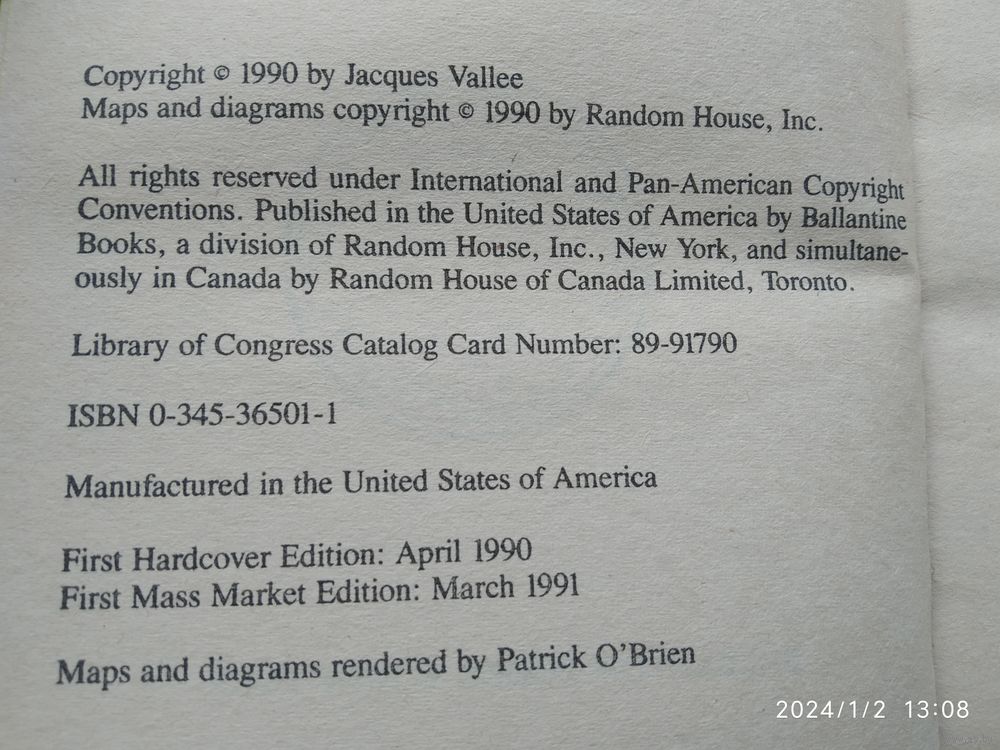 Copyright © 1990 by Jacques Vallee
Maps and diagrams copyright © 1990 by Random House, Inc.
All rights reserved under International and Pan-American Copyright
Conventions. Published in the United States of America by Ballantine
Books, a division of Random House, Inc., New York, and simultane-
ously in Canada by Random House of Canada Limited, Toronto.
Library of Congress Catalog Card Number: 89-91790
ISBN 0-345-36501-1
Manufactured in the United States of America
First Hardcover Edition: April 1990
First Mass Market Edition: March 1991
Maps and diagrams rendered by Patrick O'Brien
2024/1/2 13:08